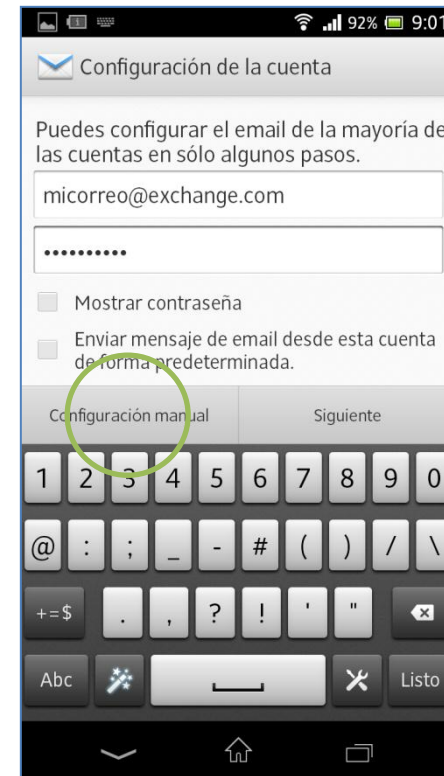 92% 9:01
Configuración de la cuenta
Puedes configurar el email de la mayoría de
las cuentas en sólo algunos pasos.
micorreo@exchange.com
••••••••••
Mostrar contraseña
Enviar mensaje de email desde esta cuenta
de forma predeterminada.
Configuración manual Siguiente
1 2 3 4 5 6 7 8 9 0
@ : ; _ - # ( ) / \
+=$ . , ? ! ' "
Abc Listo